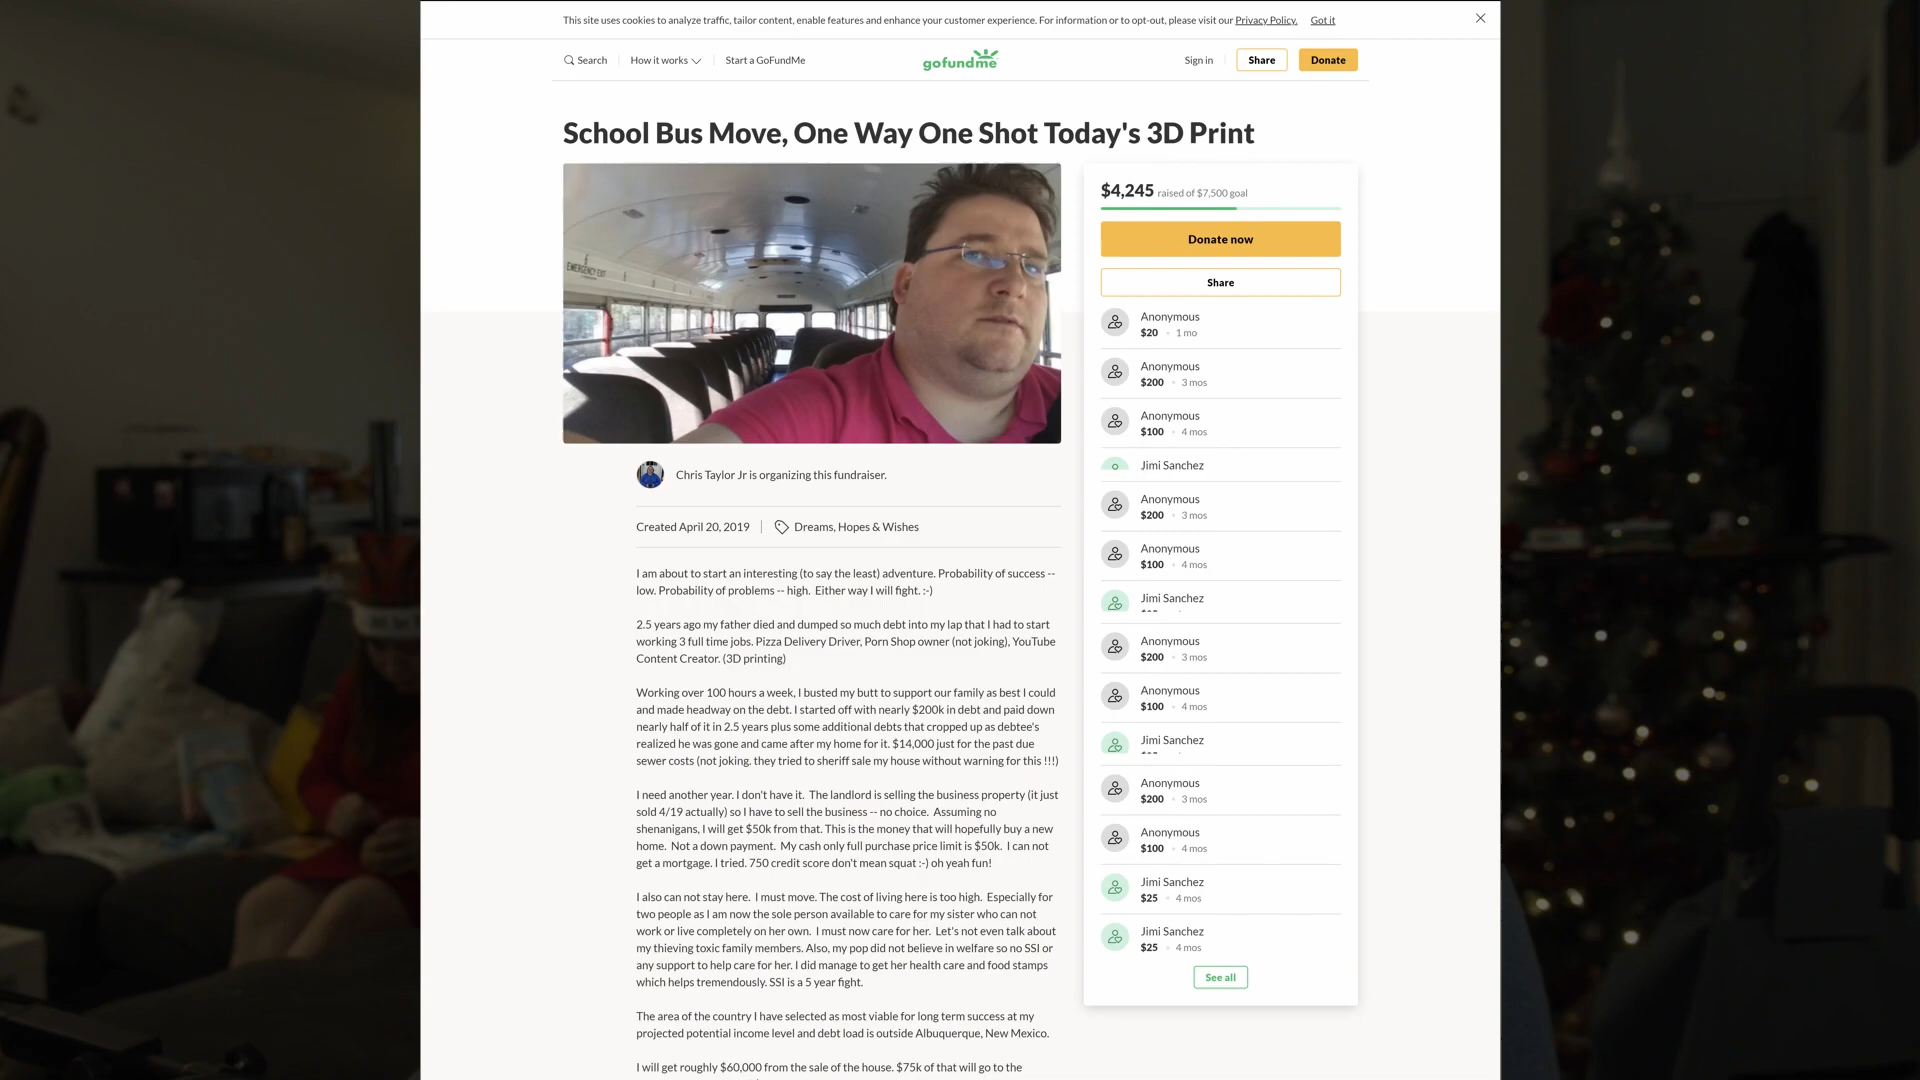 This site uses cookies to analyze traffic, tailor content, enable features and enhance your customer experience. For information or to opt-out, please visit our Privacy Policy. Got it
Search
How it works
Start a GoFundMe
gofundme
Sign in
Share
Donate
School Bus Move, One Way One Shot Today's 3D Print
EMERGENCY EXIT
Chris Taylor Jr is organizing this fundraiser.
Created April 20, 2019
Dreams, Hopes & Wishes
I am about to start an interesting (to say the least) adventure. Probability of success --
low. Probability of problems -- high. Either way I will fight. :-)
2.5 years ago my father died and dumped so much debt into my lap that I had to start
working 3 full time jobs. Pizza Delivery Driver, Porn Shop owner (not joking), YouTube
Content Creator. (3D printing)
Working over 100 hours a week, I busted my butt to support our family as best I could
and made headway on the debt. I started off with nearly $200k in debt and paid down
nearly half of it in 2.5 years plus some additional debts that cropped up as debtee's
realized he was gone and came after my home for it. $14,000 just for the past due
sewer costs (not joking. they tried to sheriff sale my house without warning for this !!!)
I need another year. I don't have it. The landlord is selling the business property (it just
sold 4/19 actually) so I have to sell the business -- no choice. Assuming no
shenanigans, I will get $50k from that. This is the money that will hopefully buy a new
home. Not a down payment. My cash only full purchase price limit is $50k. I can not
get a mortgage. I tried. 750 credit score don't mean squat :-) oh yeah fun!
I also can not stay here. I must move. The cost of living here is too high. Especially for
two people as I am now the sole person available to care for my sister who can not
work or live completely on her own. I must now care for her. Let's not even talk about
my thieving toxic family members. Also, my pop did not believe in welfare so no SSI or
any support to help care for her. I did manage to get her health care and food stamps
which helps tremendously. SSI is a 5 year fight.
The area of the country I have selected as most viable for long term success at my
projected potential income level and debt load is outside Albuquerque, New Mexico.
I will get roughly $60,000 from the sale of the house. $75k of that will go to the
$4,245 raised of $7,500 goal
Donate now
Share
Anonymous
$20 • 1 mo
Anonymous
$200 • 3 mos
Anonymous
$100 • 4 mos
Jimi Sanchez
Anonymous
$200 • 3 mos
Anonymous
$100 • 4 mos
Jimi Sanchez
Anonymous
$200 • 3 mos
Anonymous
$100 • 4 mos
Jimi Sanchez
Anonymous
$200 • 3 mos
Anonymous
$100 • 4 mos
Jimi Sanchez
$25 • 4 mos
Jimi Sanchez
$25 • 4 mos
See all